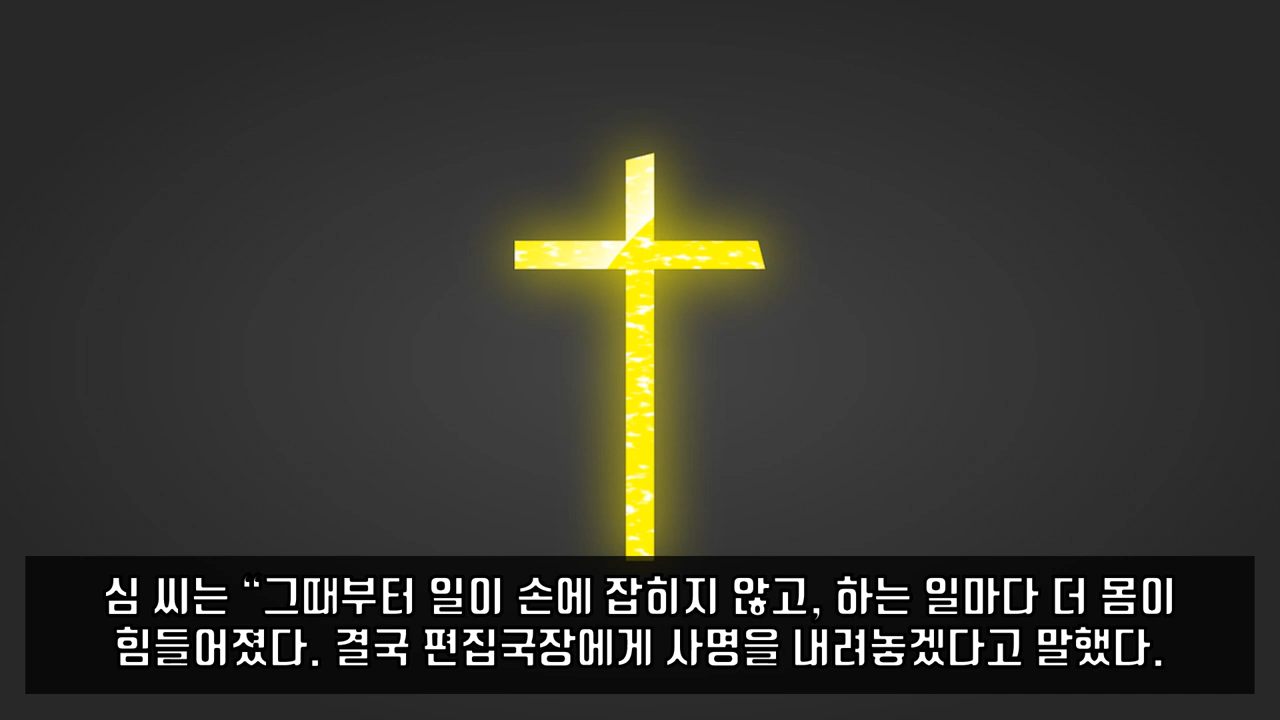 심 씨는 “그때부터 일이 손에 잡히지 않고, 하는 일마다 더 몸이
힘들어졌다. 결국 편집국장에게 사명을 내려놓겠다고 말했다.